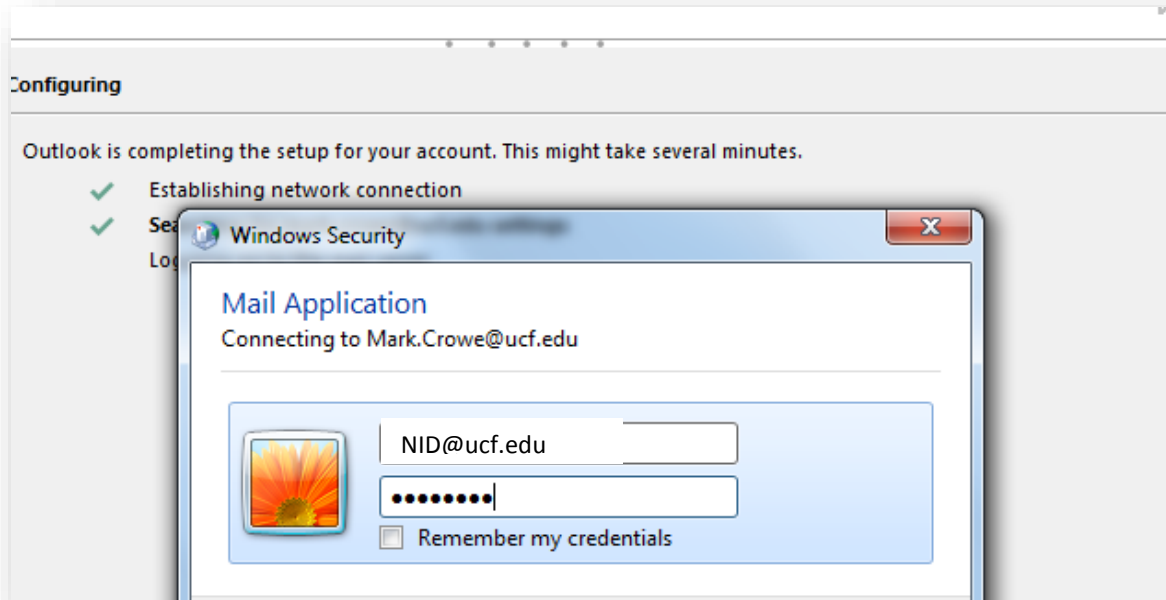 Configuring
Outlook is completing the setup for your account. This might take several minutes.
Establishing network connection
Windows Security
Mail Application
Connecting to Mark.Crowe@ucf.edu
NID@ucf.edu
••••••••
Remember my credentials